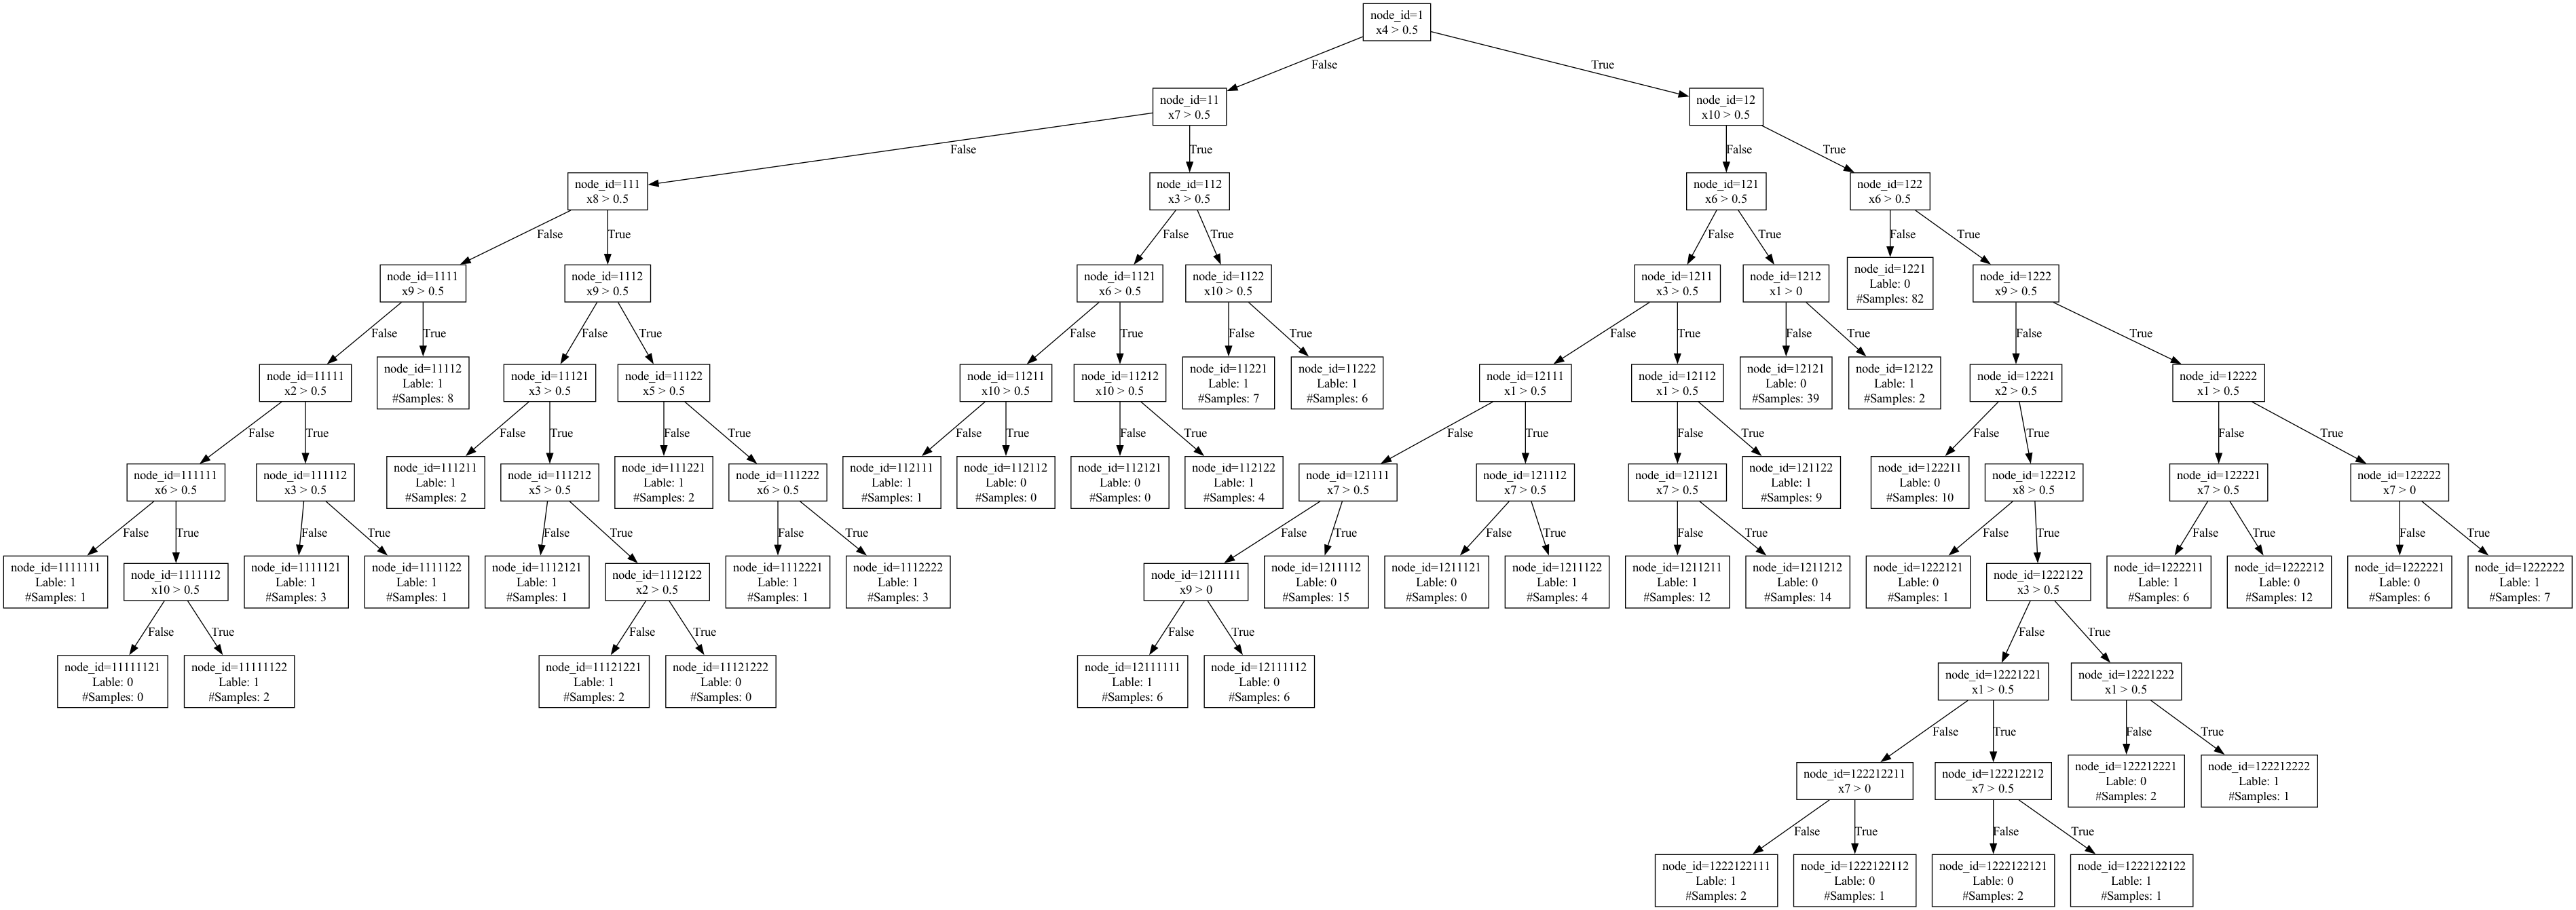 node_id=1
x4 > 0.5
False
True
node_id=11
x7 > 0.5
node_id=12
x10 > 0.5
False
True
False
True
node_id=111
x8 > 0.5
node_id=112
x3 > 0.5
node_id=121
x6 > 0.5
node_id=122
x6 > 0.5
False
True
False
True
False
True
False
True
node_id=1111
x9 > 0.5
node_id=1112
x9 > 0.5
node_id=1121
x6 > 0.5
node_id=1122
x10 > 0.5
node_id=1211
x3 > 0.5
node_id=1212
x1 > 0
node_id=1221
Lable: 0
#Samples: 82
node_id=1222
x9 > 0.5
False
True
False
True
False
True
False
True
False
True
False
True
False
True
node_id=11111
x2 > 0.5
node_id=11112
Lable: 1
#Samples: 8
node_id=11121
x3 > 0.5
node_id=11122
x5 > 0.5
node_id=11211
x10 > 0.5
node_id=11212
x10 > 0.5
node_id=11221
Lable: 1
#Samples: 7
node_id=11222
Lable: 1
#Samples: 6
node_id=12111
x1 > 0.5
node_id=12112
x1 > 0.5
node_id=12121
Lable: 0
#Samples: 39
node_id=12122
Lable: 1
#Samples: 2
node_id=12221
x2 > 0.5
node_id=12222
x1 > 0.5
False
True
False
True
False
True
False
True
False
True
False
True
False
True
False
True
False
True
node_id=111111
x6 > 0.5
node_id=111112
x3 > 0.5
node_id=111211
Lable: 1
#Samples: 2
node_id=111212
x5 > 0.5
node_id=111221
Lable: 1
#Samples: 2
node_id=111222
x6 > 0.5
node_id=112111
Lable: 1
#Samples: 1
node_id=112112
Lable: 0
#Samples: 0
node_id=112121
Lable: 0
#Samples: 0
node_id=112122
Lable: 1
#Samples: 4
node_id=121111
x7 > 0.5
node_id=121112
x7 > 0.5
node_id=121121
x7 > 0.5
node_id=121122
Lable: 1
#Samples: 9
node_id=122211
Lable: 0
#Samples: 10
node_id=122212
x8 > 0.5
node_id=122221
x7 > 0.5
node_id=122222
x7 > 0
False
True
False
True
False
True
False
True
False
True
False
True
False
True
False
True
False
True
False
True
node_id=1111111
Lable: 1
#Samples: 1
node_id=1111112
x10 > 0.5
node_id=1111121
Lable: 1
#Samples: 3
node_id=1111122
Lable: 1
#Samples: 1
node_id=1112121
Lable: 1
#Samples: 1
node_id=1112122
x2 > 0.5
node_id=1112221
Lable: 1
#Samples: 1
node_id=1112222
Lable: 1
#Samples: 3
node_id=1211111
x9 > 0
node_id=1211112
Lable: 0
#Samples: 15
node_id=1211121
Lable: 0
#Samples: 0
node_id=1211122
Lable: 1
#Samples: 4
node_id=1211211
Lable: 1
#Samples: 12
node_id=1211212
Lable: 0
#Samples: 14
node_id=1222121
Lable: 0
#Samples: 1
node_id=1222122
x3 > 0.5
node_id=1222211
Lable: 1
#Samples: 6
node_id=1222212
Lable: 0
#Samples: 12
node_id=1222221
Lable: 0
#Samples: 6
node_id=1222222
Lable: 1
#Samples: 7
False
True
False
True
False
True
False
True
node_id=11111121
Lable: 0
#Samples: 0
node_id=11111122
Lable: 1
#Samples: 2
node_id=11121221
Lable: 1
#Samples: 2
node_id=11121222
Lable: 0
#Samples: 0
node_id=12111111
Lable: 1
#Samples: 6
node_id=12111112
Lable: 0
#Samples: 6
node_id=12221221
x1 > 0.5
node_id=12221222
x1 > 0.5
False
True
False
True
node_id=122212211
x7 > 0
node_id=122212212
x7 > 0.5
node_id=122212221
Lable: 0
#Samples: 2
node_id=122212222
Lable: 1
#Samples: 1
False
True
False
True
node_id=1222122111
Lable: 1
#Samples: 2
node_id=1222122112
Lable: 0
#Samples: 1
node_id=1222122121
Lable: 0
#Samples: 2
node_id=1222122122
Lable: 1
#Samples: 1